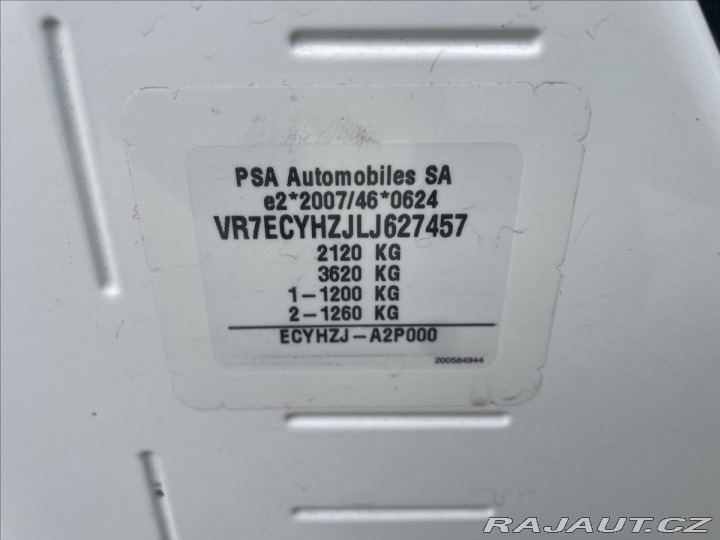 PSA Automobiles SA
e2*2007/46*0624
VR7ECYHZJLJ627457
2120 KG
3620 KG
1-1200 KG
2-1260 KG
ECYHZJ-A2P000
200584944
RAJAUT.CZ